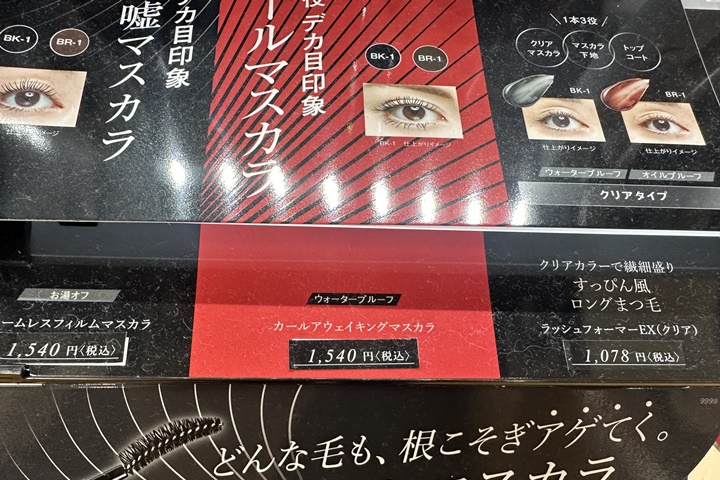 BK-1
BR-1
嘘マスカラ
デカ目印象
イメージ
ールマスカラ
役 デカ目印象
BK-1
BR-1
BK-1 仕上がりイメージ
1本3役
クリア
マスカラ
マスカラ
下地
トップ
コート
BK-1
BR-1
仕上がりイメージ
仕上がりイメージ
ウォータープルーフ
オイルプルーフ
クリアタイプ
お湯オフ
ームレスフィルムマスカラ
1,540 円〈税込〉
ウォータープルーフ
カールアウェイキングマスカラ
1,540 円〈税込〉
クリアカラーで繊細盛り
すっぴん風
ロングまつ毛
ラッシュフォーマーEX(クリア)
1,078 円〈税込〉
どんな毛も、根こそぎアゲてく。
マスカラ